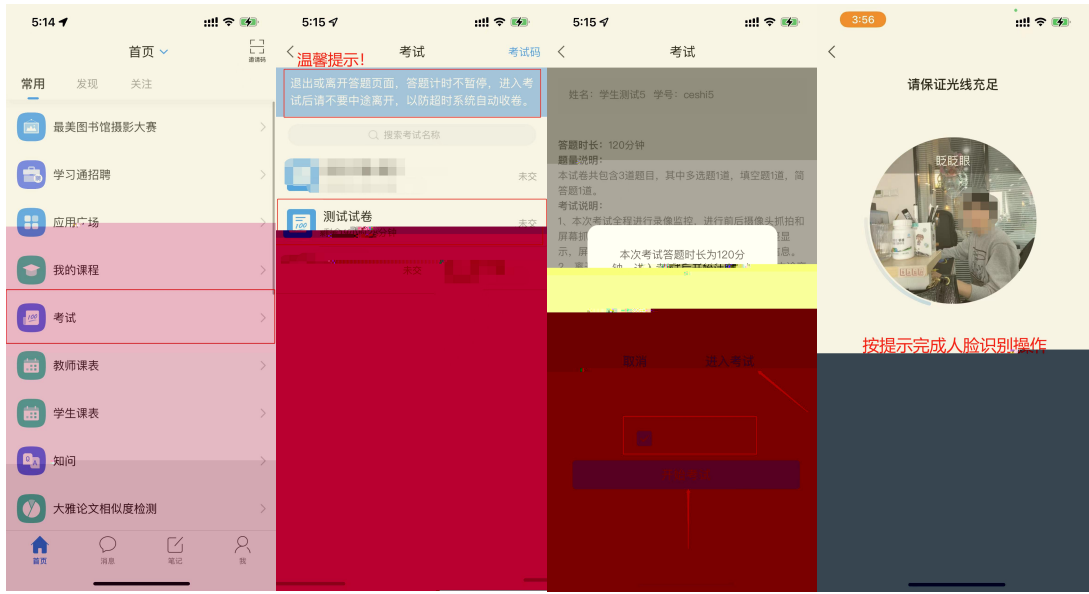 5:14
首页
邀请码
常用 发现 关注
最美图书馆摄影大赛
学习通招聘
应用广场
我的课程
考试
教师课表
学生课表
知问
大雅论文相似度检测
首页 消息 笔记 我
5:15
考试 考试码
温馨提示!
退出或离开答题页面,答题计时不暂停,进入考
试后请不要中途离开,以防超时系统自动收卷。
搜索考试名称
未交
测试试卷
未交
未交
5:15
考试
姓名:学生测试5 学号:ceshi5
答题时长:120分钟
题量说明:
本试卷共包含3道题目,其中多选题1道,填空题1道,简
答题1道。
考试说明:
1、本次考试全程进行录像监控,进行前后摄像头抓拍和
屏幕抓
示,屏
本次考试答题时长为120分
取消 进入考试
3:56
请保证光线充足
眨眨眼
按提示完成人脸识别操作